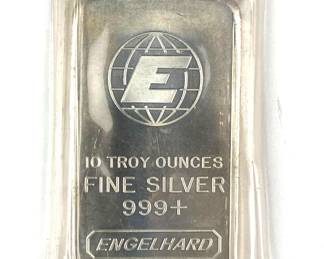 E
10 TROY OUNCES
FINE SILVER
999+
ENGELHARD